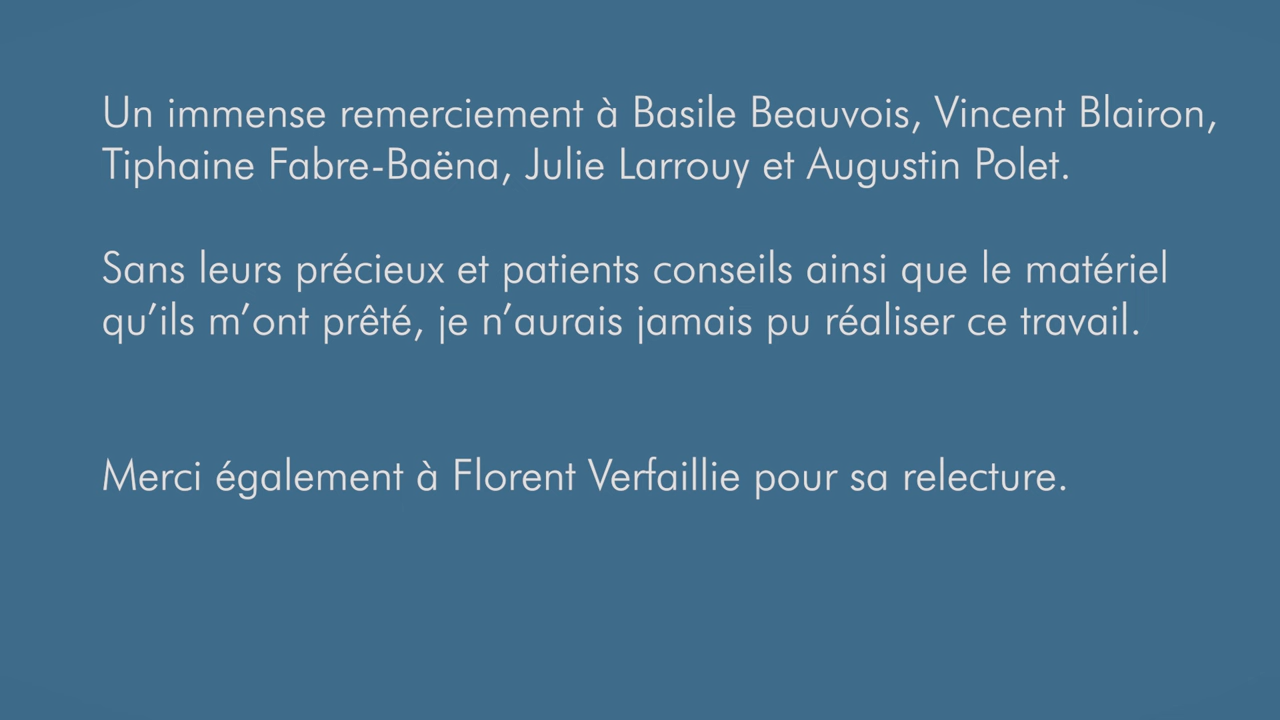 Un immense remerciement à Basile Beauvois, Vincent Blairon,
Tiphaine Fabre-Baëna, Julie Larrouy et Augustin Polet.
Sans leurs précieux et patients conseils ainsi que le matériel
qu’ils m’ont prêté, je n’aurais jamais pu réaliser ce travail.
Merci également à Florent Verfaillie pour sa relecture.